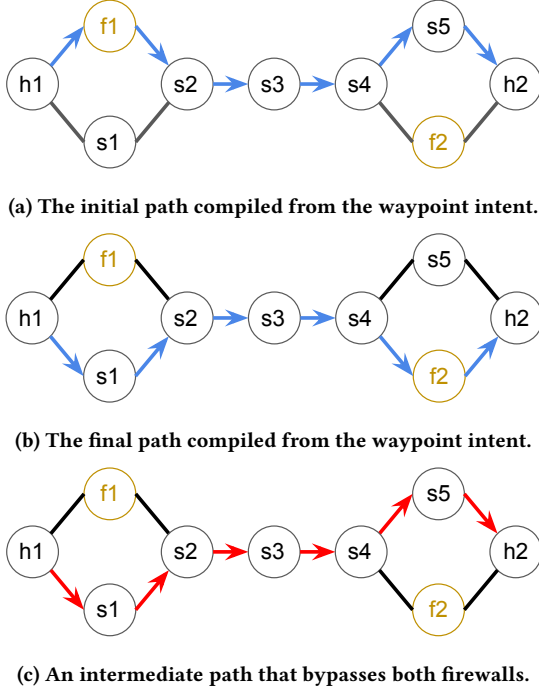 f1 s5
h1 s2 s3 s4 h2
s1 f2
(a) The initial path compiled from the waypoint intent.
f1 s5
h1 s2 s3 s4 h2
s1 f2
(b) The final path compiled from the waypoint intent.
f1 s5
h1 s2 s3 s4 h2
s1 f2
(c) An intermediate path that bypasses both firewalls.